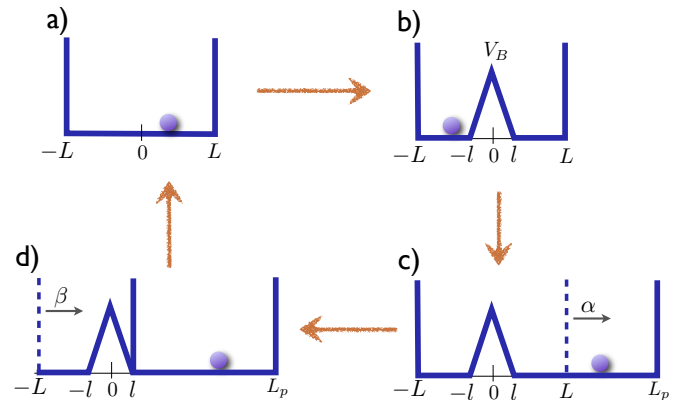 a)
−L 0 L
b)
V_B
−L −l 0 l L
d)
β
−L −l 0 l L_p
c)
α
−L −l 0 l L L_p